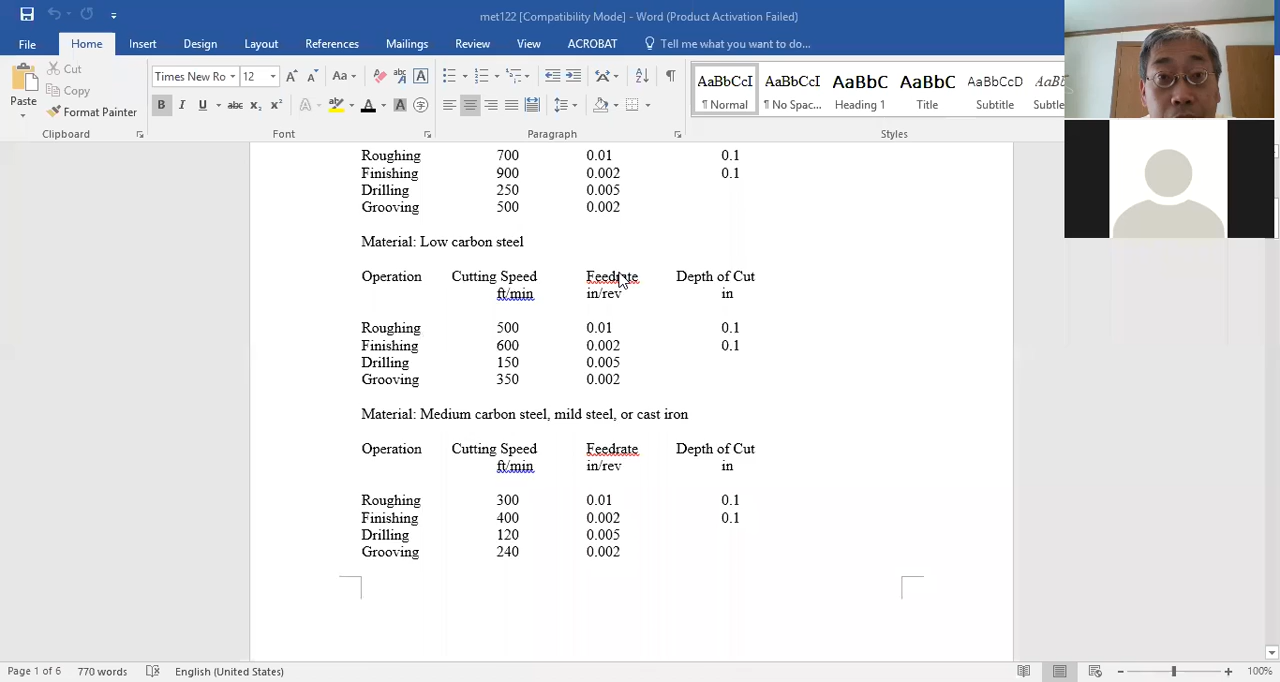 met122 [Compatibility Mode] - Word (Product Activation Failed)
File Home Insert Design Layout References Mailings Review View ACROBAT Tell me what you want to do...
Cut
Copy
Paste
Format Painter
Times New Ro 12 Aa
AaBbCcI AaBbCcI AaBbC AaBbC AaBbCcD AaBb
¶ Normal ¶ No Spec... Heading 1 Title Subtitle Subtle
Clipboard Font Paragraph Styles
Roughing 700 0.01 0.1
Finishing 900 0.002 0.1
Drilling 250 0.005
Grooving 500 0.002
Material: Low carbon steel
Operation Cutting Speed Feedrate Depth of Cut
ft/min in/rev in
Roughing 500 0.01 0.1
Finishing 600 0.002 0.1
Drilling 150 0.005
Grooving 350 0.002
Material: Medium carbon steel, mild steel, or cast iron
Operation Cutting Speed Feedrate Depth of Cut
ft/min in/rev in
Roughing 300 0.01 0.1
Finishing 400 0.002 0.1
Drilling 120 0.005
Grooving 240 0.002
Page 1 of 6 770 words English (United States) 100%